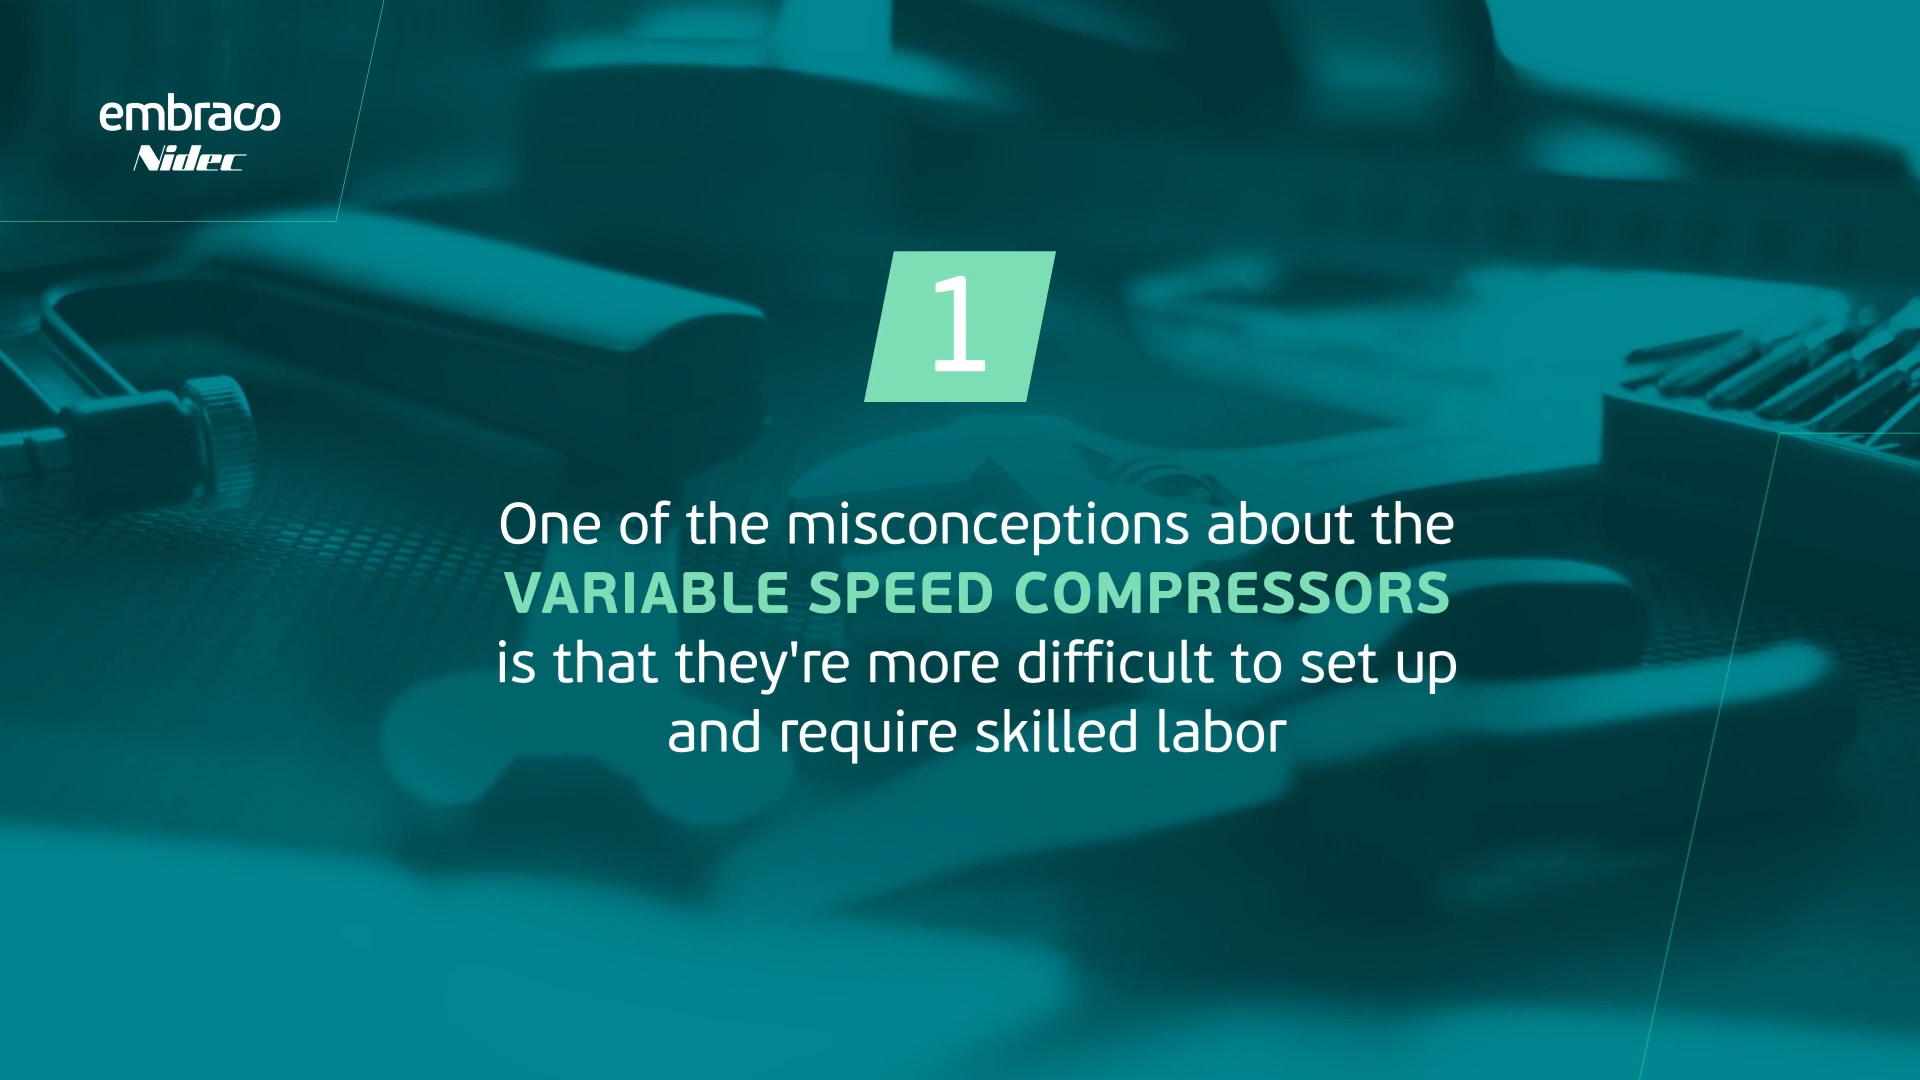 embraco
Nidec
1
One of the misconceptions about the
VARIABLE SPEED COMPRESSORS
is that they're more difficult to set up
and require skilled labor